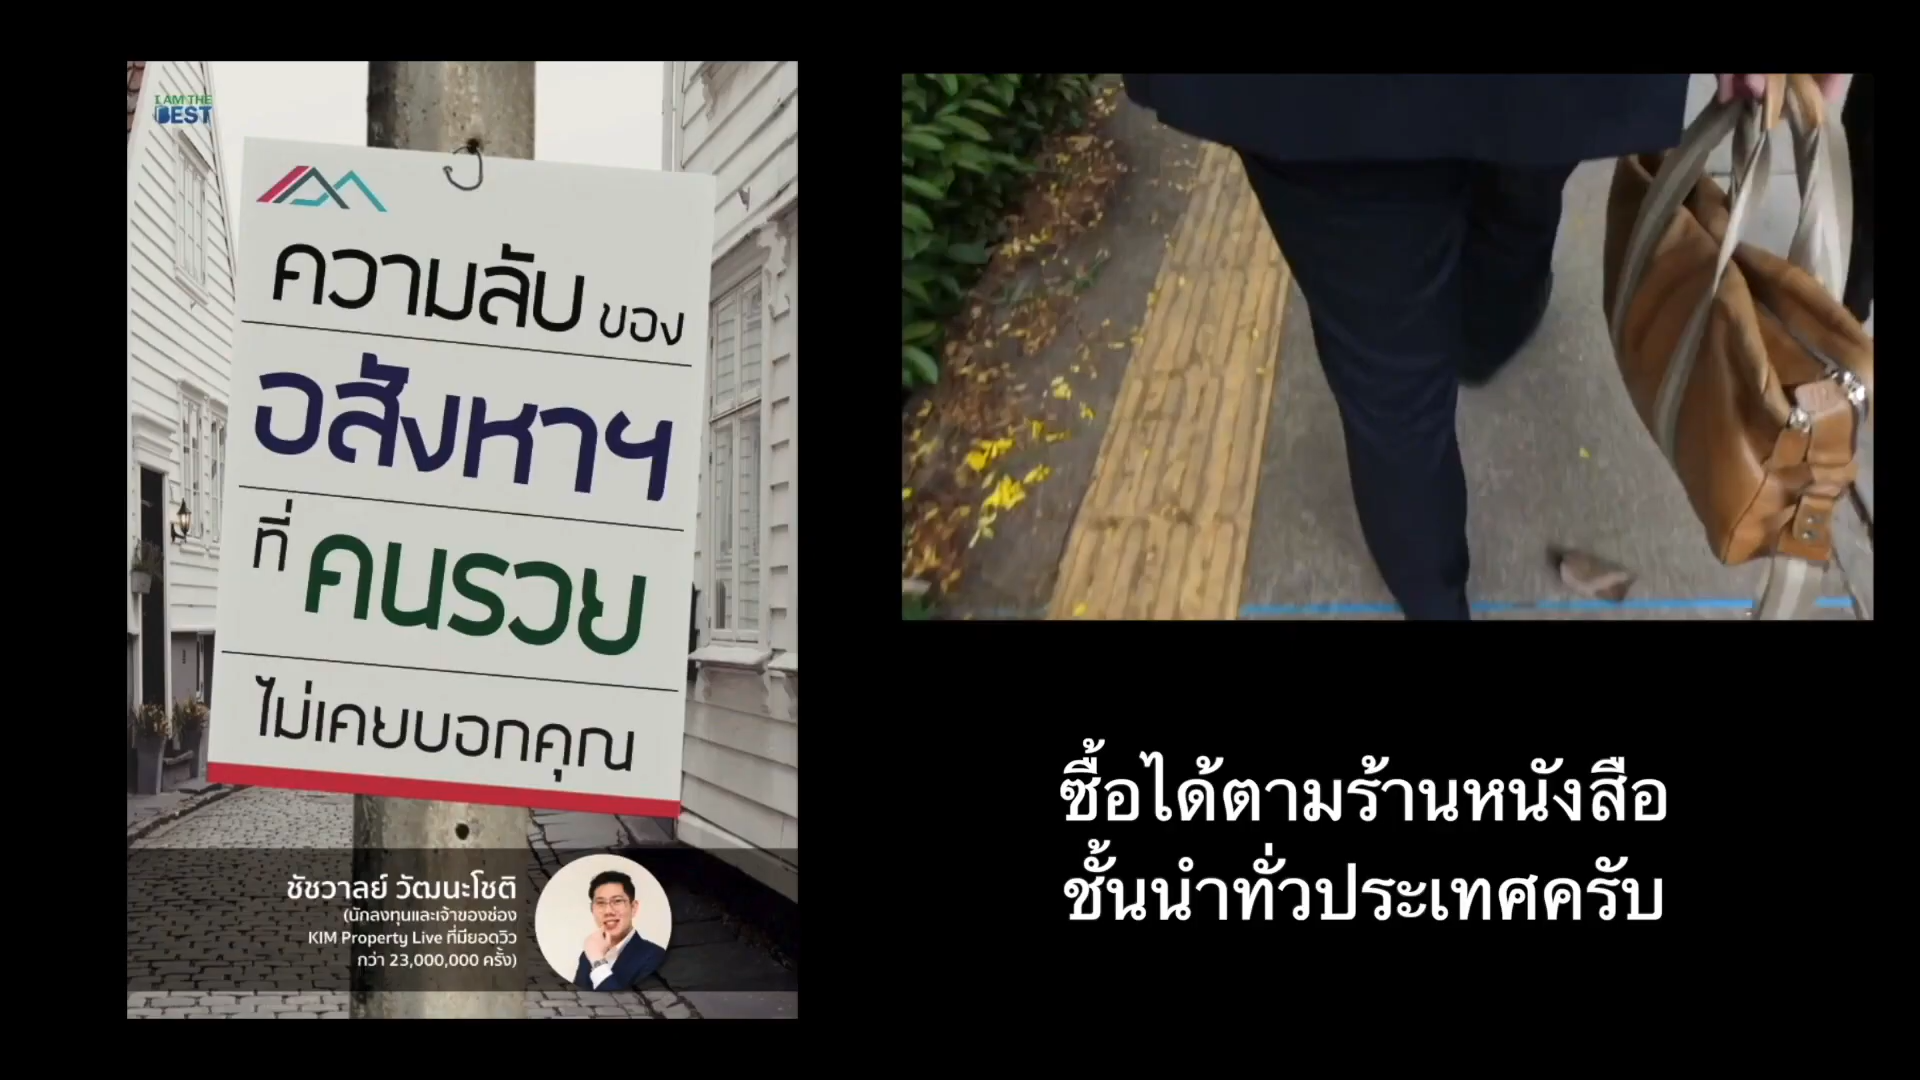 I AM THE
BEST
ความลับ ของ
อสังหาฯ
ที่ คนรวย
ไม่เคยบอกคุณ
ชัชวาลย์ วัฒนะโชติ
(นักลงทุนและเจ้าของช่อง
KIM Property Live ที่มียอดวิว
กว่า 23,000,000 ครั้ง)
ซื้อได้ตามร้านหนังสือ
ชั้นนำทั่วประเทศครับ